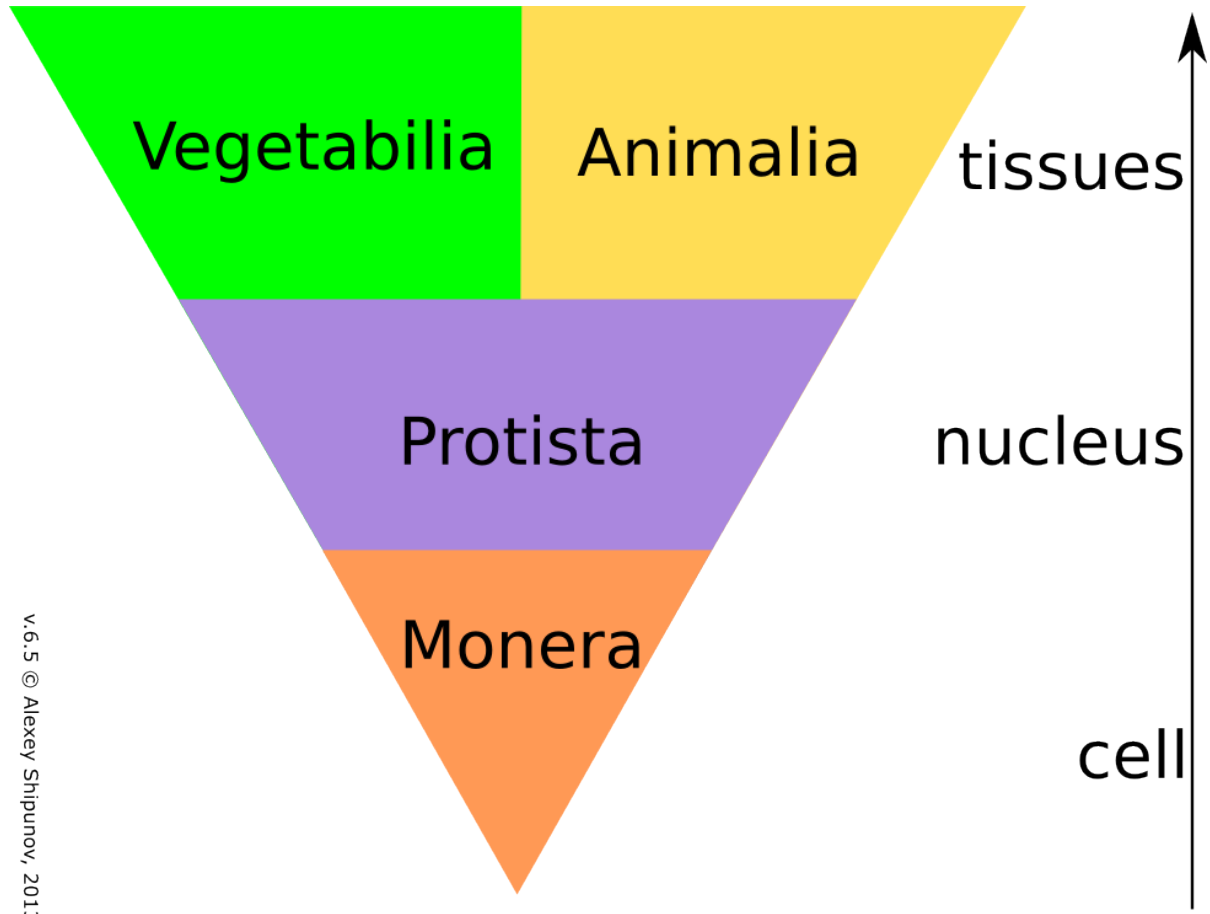 Vegetabilia
Animalia
tissues
Protista
nucleus
Monera
cell
v.6.5 © Alexey Shipunov,